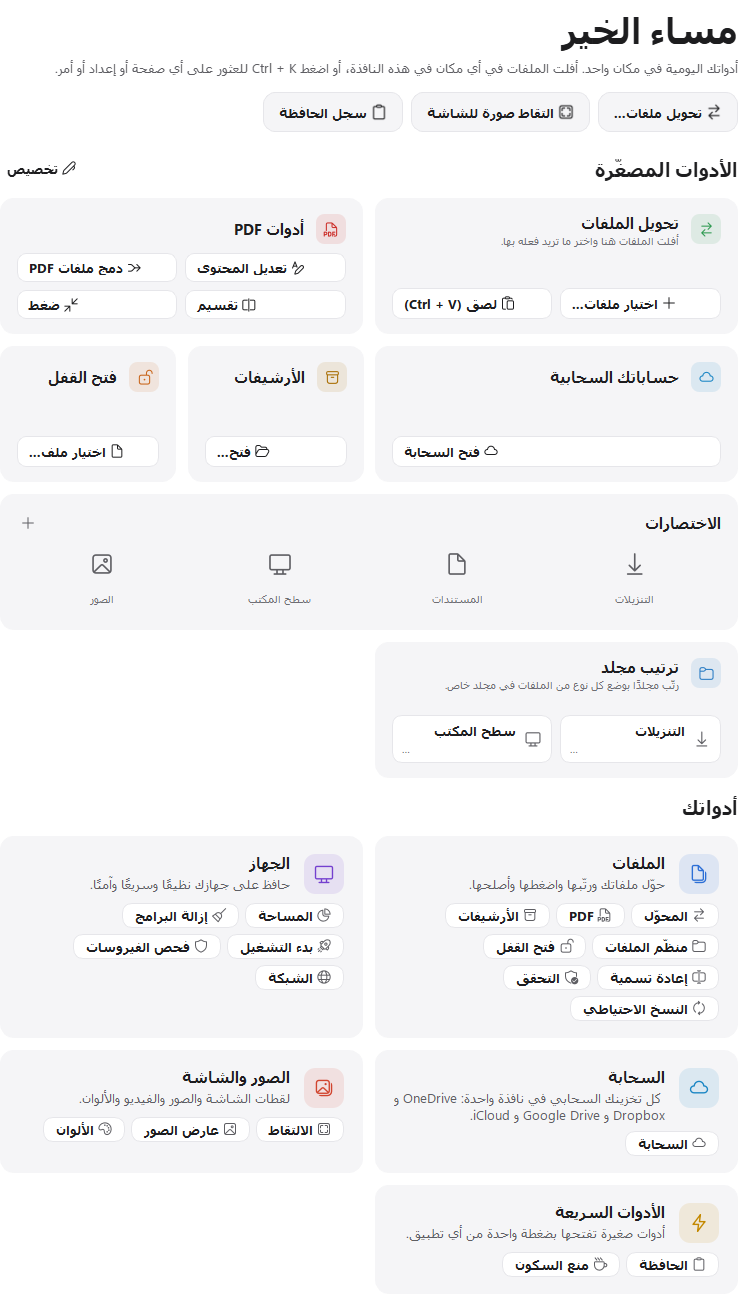 مساء الخير
أدواتك اليومية في مكان واحد. أفلت الملفات في أي مكان في هذه النافذة، أو اضغط Ctrl + K للعثور على أي صفحة أو إعداد أو أمر.
تحويل ملفات... التقاط صورة للشاشة سجل الحافظة
الأدوات المصغّرة تخصيص
تحويل الملفات
أفلت الملفات هنا واختر ما تريد فعله بها.
اختيار ملفات... لصق (Ctrl + V)
أدوات PDF
تعديل المحتوى دمج ملفات PDF
تقسيم ضغط
حساباتك السحابية
فتح السحابة
الأرشيفات
فتح...
فتح القفل
اختيار ملف...
الاختصارات
التنزيلات المستندات سطح المكتب الصور
ترتيب مجلد
رتّب مجلدًا بوضع كل نوع من الملفات في مجلد خاص.
التنزيلات سطح المكتب
... ...
أدواتك
الملفات
حوّل ملفاتك ورتّبها واضغطها وأصلحها.
المحوّل PDF الأرشيفات
منظّم الملفات فتح القفل
إعادة تسمية التحقق
النسخ الاحتياطي
الجهاز
حافظ على جهازك نظيفًا وسريعًا وآمنًا.
المساحة إزالة البرامج
بدء التشغيل فحص الفيروسات
الشبكة
السحابة
كل تخزينك السحابي في نافذة واحدة: OneDrive و
Dropbox و Google Drive و iCloud.
السحابة
الصور والشاشة
لقطات الشاشة والصور والفيديو والألوان.
الالتقاط عارض الصور الألوان
الأدوات السريعة
أدوات صغيرة تفتحها بضغطة واحدة من أي تطبيق.
الحافظة منع السكون